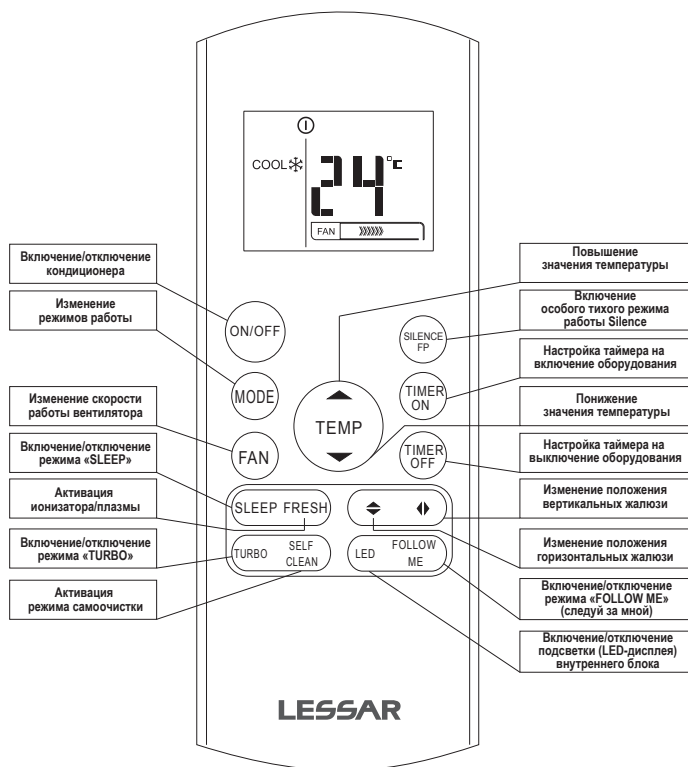 COOL
24°C
FAN
Включение/отключение
кондиционера
Изменение
режимов работы
Изменение скорости
работы вентилятора
Включение/отключение
режима «SLEEP»
Активация
ионизатора/плазмы
Включение/отключение
режима «TURBO»
Активация
режима самоочистки
ON/OFF
MODE
FAN
TEMP
SILENCE
FP
TIMER
ON
TIMER
OFF
SLEEP FRESH
TURBO
SELF
CLEAN
LED
FOLLOW
ME
Повышение
значения температуры
Включение
особого тихого режима
работы Silence
Настройка таймера на
включение оборудования
Понижение
значения температуры
Настройка таймера на
выключение оборудования
Изменение положения
вертикальных жалюзи
Изменение положения
горизонтальных жалюзи
Включение/отключение
режима «FOLLOW ME»
(следуй за мной)
Включение/отключение
подсветки (LED-дисплея)
внутреннего блока
LESSAR